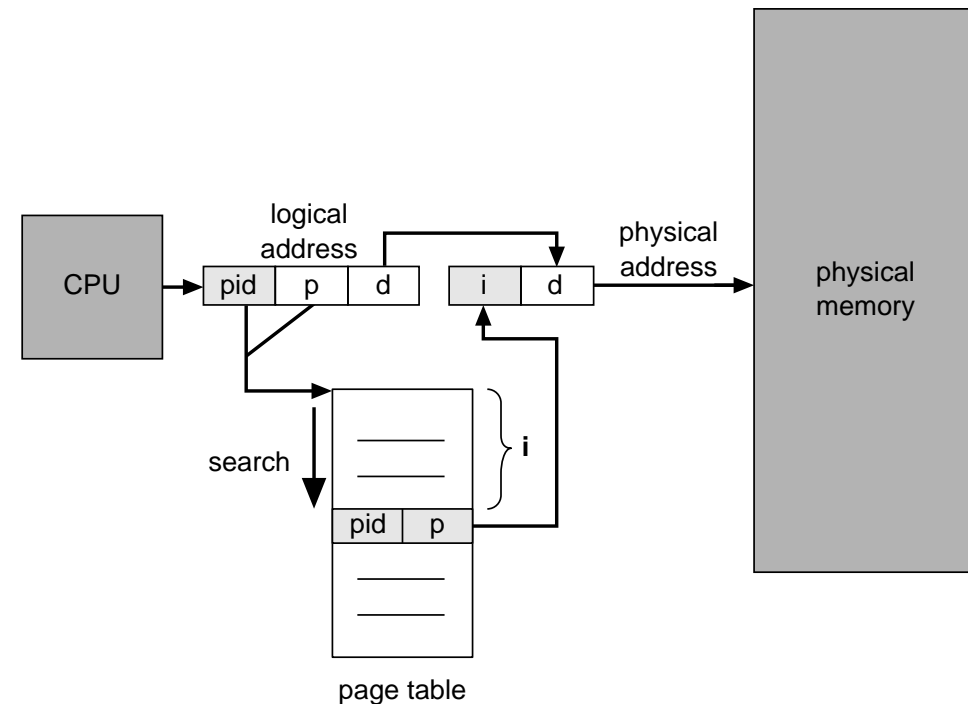 logical
address
physical
address
CPU
pid p d
i d
physical
memory
search
i
pid p
page table